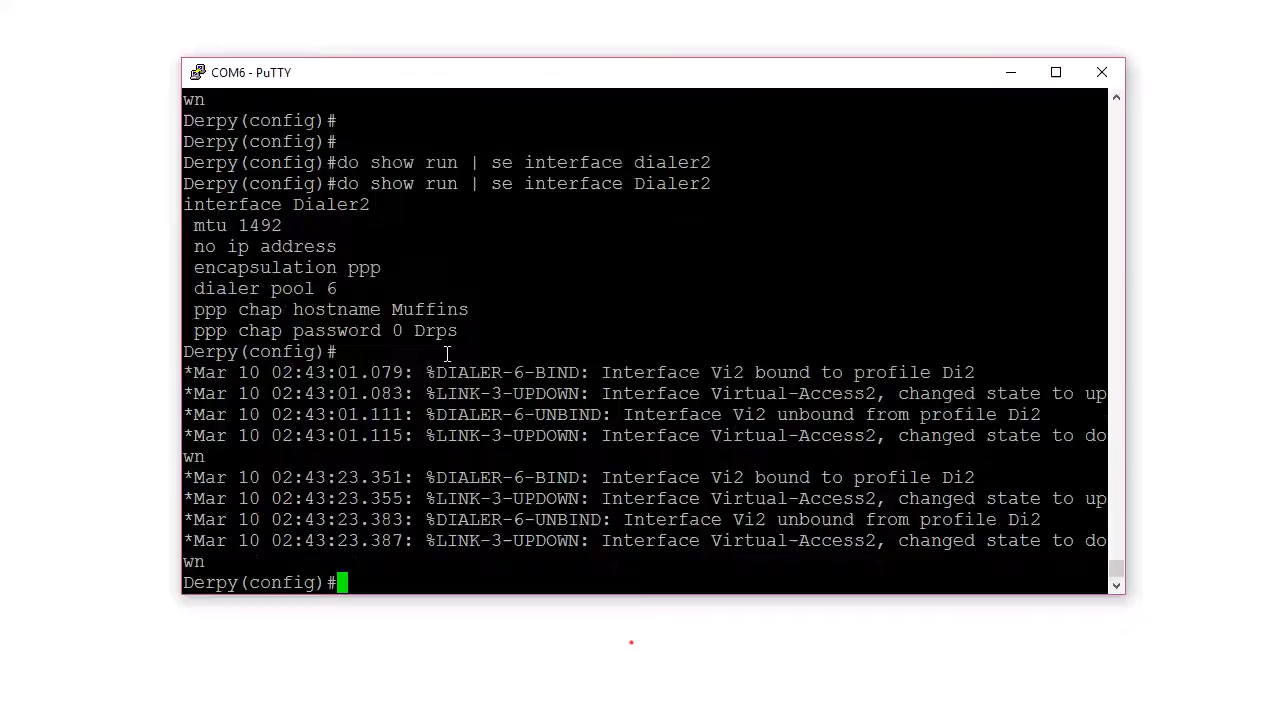 COM6 - PuTTY
wn
Derpy(config)#
Derpy(config)#
Derpy(config)#do show run | se interface dialer2
Derpy(config)#do show run | se interface Dialer2
interface Dialer2
 mtu 1492
 no ip address
 encapsulation ppp
 dialer pool 6
 ppp chap hostname Muffins
 ppp chap password 0 Drps
Derpy(config)#
*Mar 10 02:43:01.079: %DIALER-6-BIND: Interface Vi2 bound to profile Di2
*Mar 10 02:43:01.083: %LINK-3-UPDOWN: Interface Virtual-Access2, changed state to up
*Mar 10 02:43:01.111: %DIALER-6-UNBIND: Interface Vi2 unbound from profile Di2
*Mar 10 02:43:01.115: %LINK-3-UPDOWN: Interface Virtual-Access2, changed state to do
wn
*Mar 10 02:43:23.351: %DIALER-6-BIND: Interface Vi2 bound to profile Di2
*Mar 10 02:43:23.355: %LINK-3-UPDOWN: Interface Virtual-Access2, changed state to up
*Mar 10 02:43:23.383: %DIALER-6-UNBIND: Interface Vi2 unbound from profile Di2
*Mar 10 02:43:23.387: %LINK-3-UPDOWN: Interface Virtual-Access2, changed state to do
wn
Derpy(config)#